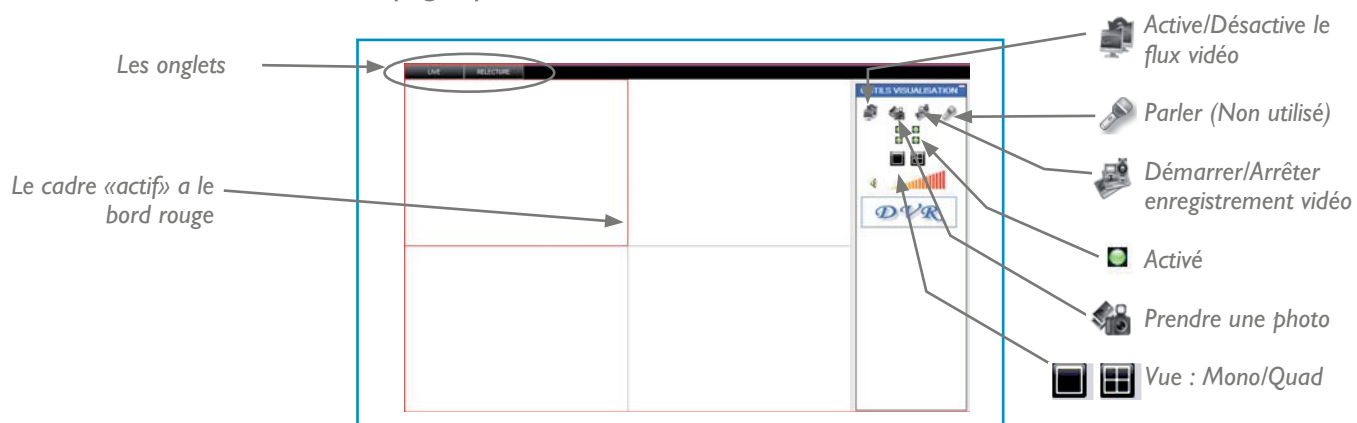 Les onglets
Le cadre «actif» a le
bord rouge
LIVE RELECTURE
OUTILS VISUALISATION
DVR
Active/Désactive le
flux vidéo
Parler (Non utilisé)
Démarrer/Arrêter
enregistrement vidéo
Activé
Prendre une photo
Vue : Mono/Quad